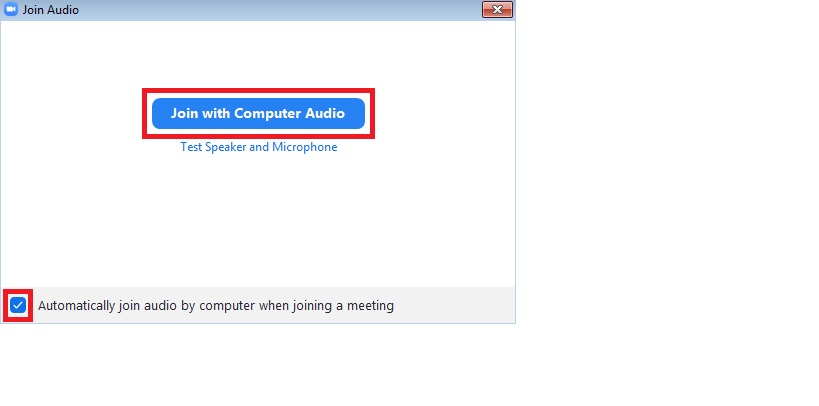 Join Audio
Join with Computer Audio
Test Speaker and Microphone
Automatically join audio by computer when joining a meeting